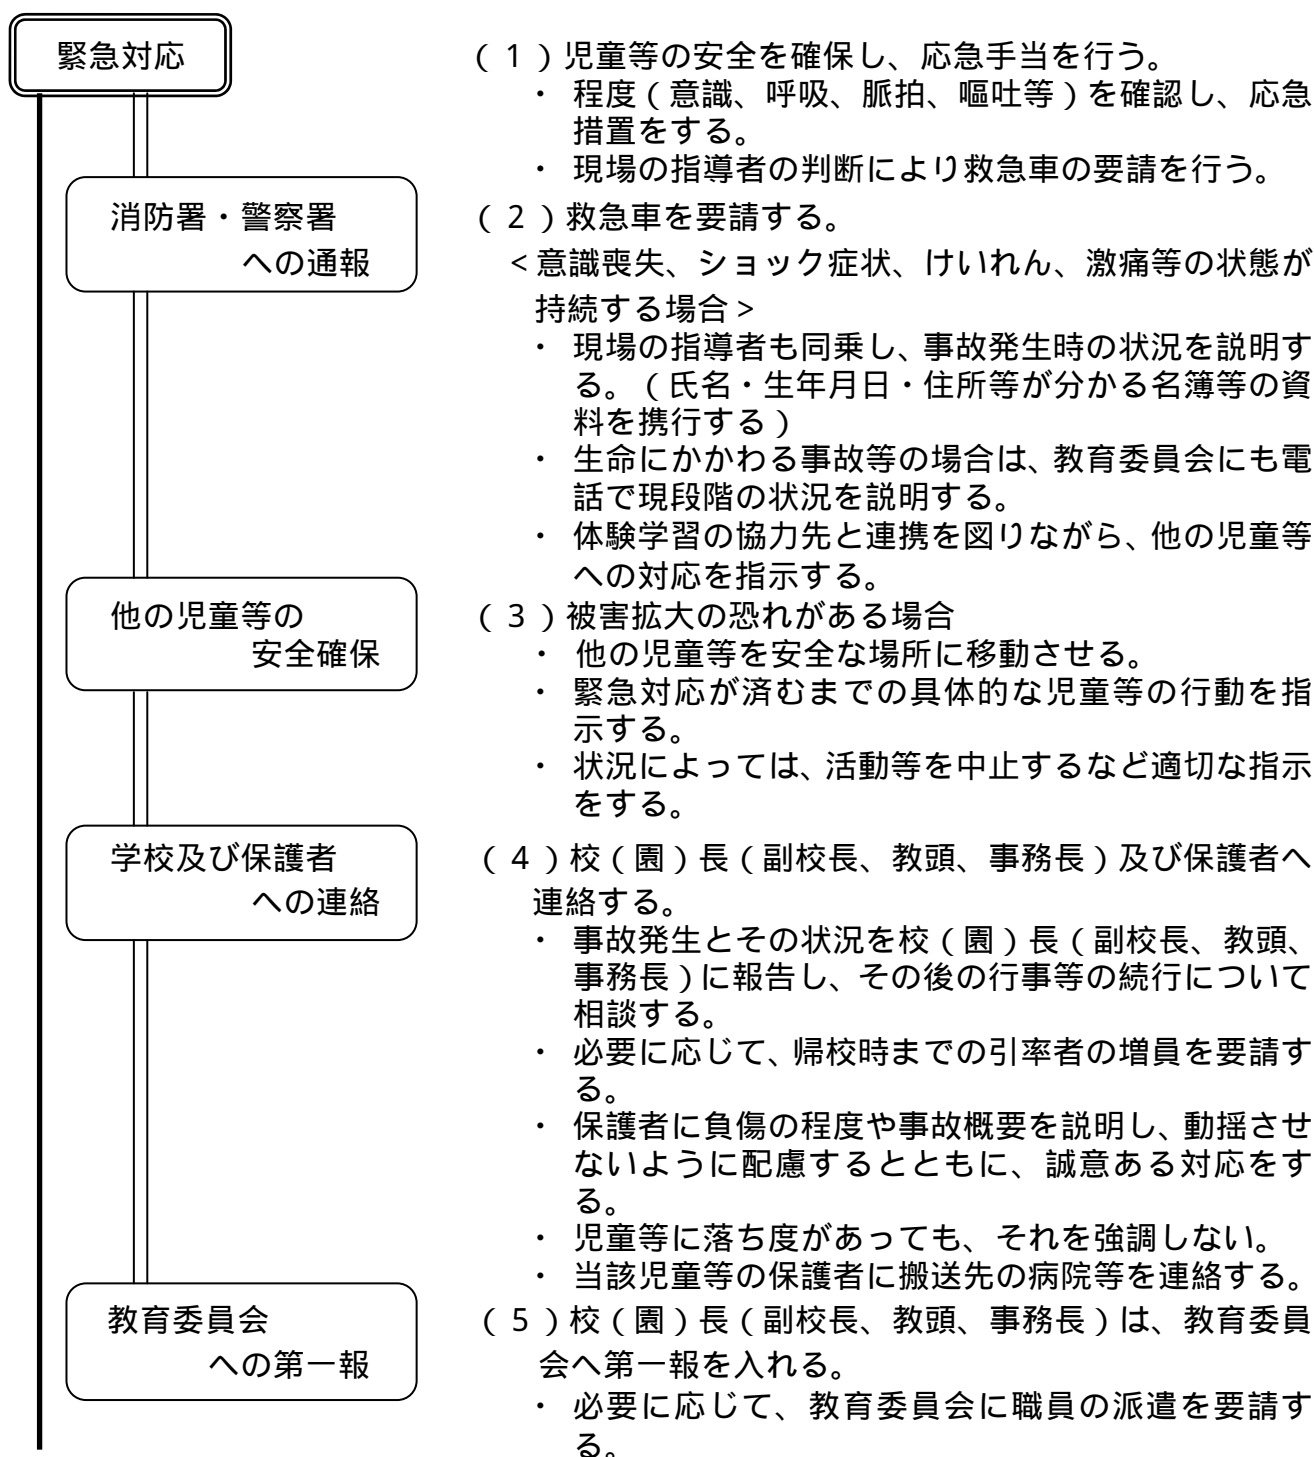 緊急対応
(1)児童等の安全を確保し、応急手当を行う。
・ 程度(意識、呼吸、脈拍、嘔吐等)を確認し、応急
措置をする。
・ 現場の指導者の判断により救急車の要請を行う。
消防署・警察署
への通報
(2)救急車を要請する。
<意識喪失、ショック症状、けいれん、激痛等の状態が
持続する場合>
・ 現場の指導者も同乗し、事故発生時の状況を説明す
る。(氏名・生年月日・住所等が分かる名簿等の資
料を携行する)
・ 生命にかかわる事故等の場合は、教育委員会にも電
話で現段階の状況を説明する。
・ 体験学習の協力先と連携を図りながら、他の児童等
への対応を指示する。
他の児童等の
安全確保
(3)被害拡大の恐れがある場合
・ 他の児童等を安全な場所に移動させる。
・ 緊急対応が済むまでの具体的な児童等の行動を指
示する。
・ 状況によっては、活動等を中止するなど適切な指示
をする。
学校及び保護者
への連絡
(4)校(園)長(副校長、教頭、事務長)及び保護者へ
連絡する。
・ 事故発生とその状況を校(園)長(副校長、教頭、
事務長)に報告し、その後の行事等の続行について
相談する。
・ 必要に応じて、帰校時までの引率者の増員を要請す
る。
・ 保護者に負傷の程度や事故概要を説明し、動揺させ
ないように配慮するとともに、誠意ある対応をす
る。
・ 児童等に落ち度があっても、それを強調しない。
・ 当該児童等の保護者に搬送先の病院等を連絡する。
教育委員会
への第一報
(5)校(園)長(副校長、教頭、事務長)は、教育委員
会へ第一報を入れる。
・ 必要に応じて、教育委員会に職員の派遣を要請す
る。